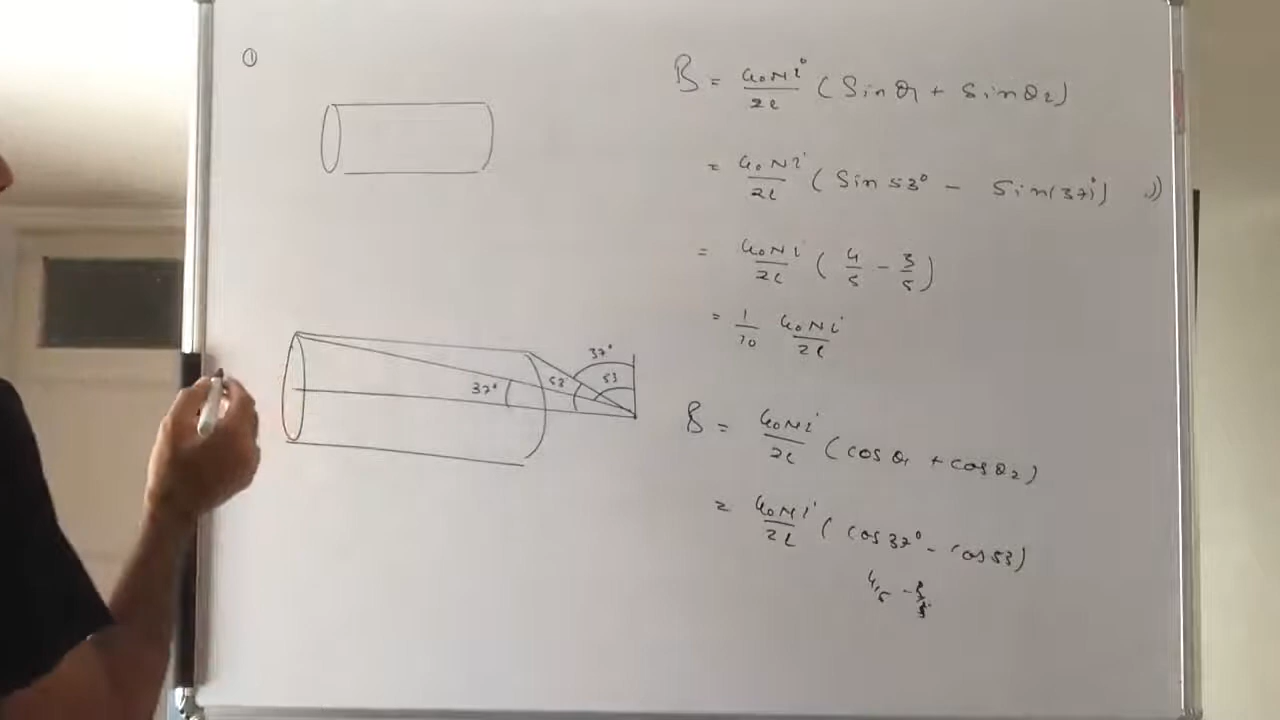 ①
B = μ₀Ni/2l (Sinθ₁ + sinθ₂)
= μ₀Ni/2l (Sin 53° - Sin(37°))
= μ₀Ni/2l (4/5 - 3/5)
= 1/10 μ₀Ni/2l
37°
37° 53 53
B = μ₀Ni/2l (cosθ₁ + cosθ₂)
= μ₀Ni/2l (cos 37° - cos 53)
4/5 - 3/5